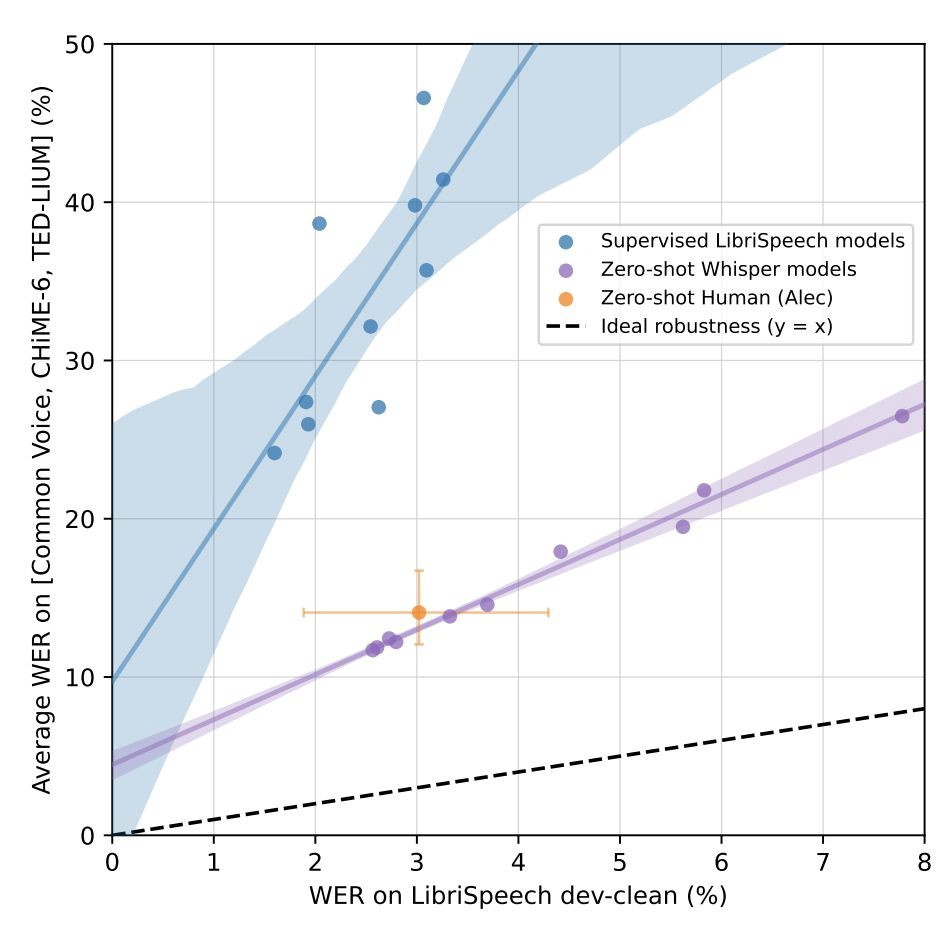 50
40
30
20
10
0
Average WER on [Common Voice, CHiME-6, TED-LIUM] (%)
Supervised LibriSpeech models
Zero-shot Whisper models
Zero-shot Human (Alec)
Ideal robustness (y = x)
0 1 2 3 4 5 6 7 8
WER on LibriSpeech dev-clean (%)